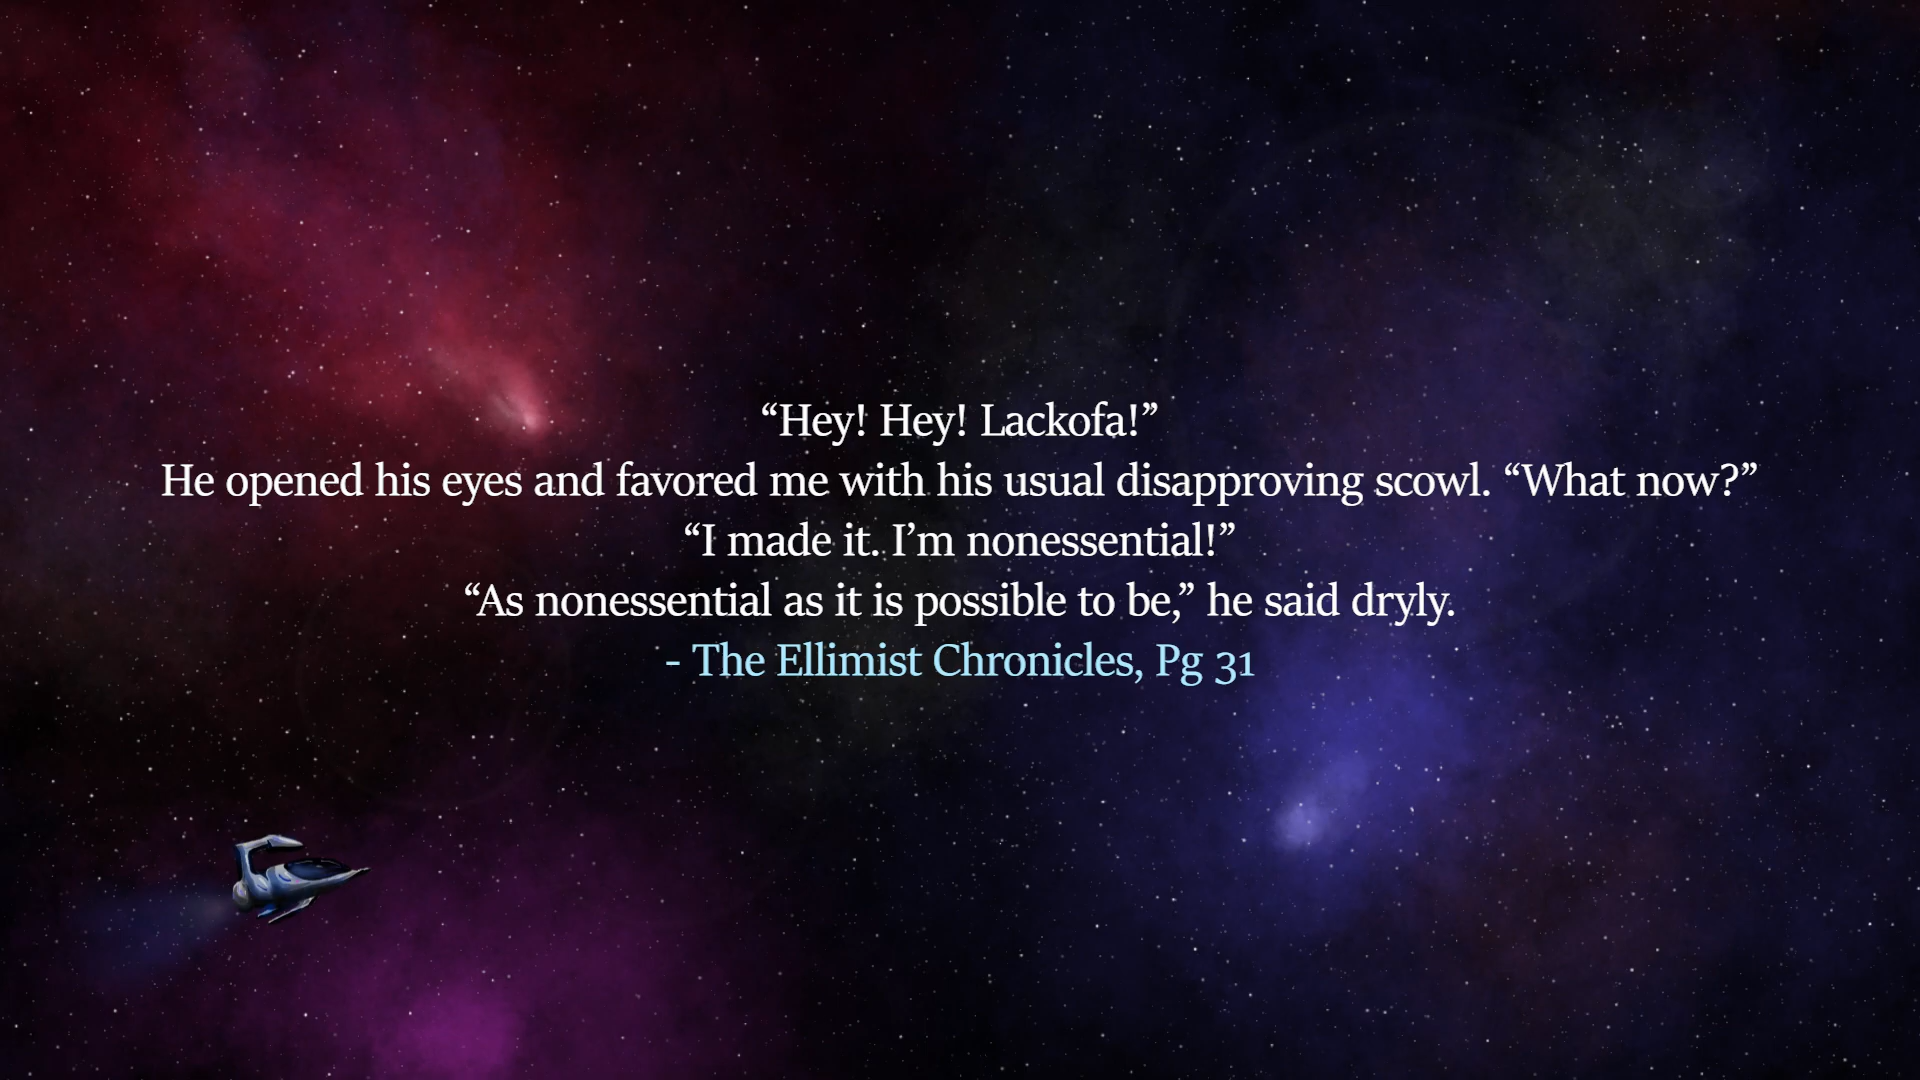 “Hey! Hey! Lackofa!”
He opened his eyes and favored me with his usual disapproving scowl. “What now?”
“I made it. I’m nonessential!”
“As nonessential as it is possible to be,” he said dryly.
- The Ellimist Chronicles, Pg 31